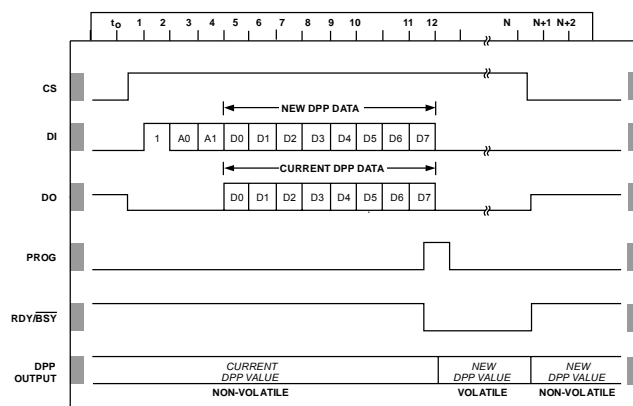 to 1 2 3 4 5 6 7 8 9 10 11 12 N N+1 N+2
CS
NEW DPP DATA
DI 1 A0 A1 D0 D1 D2 D3 D4 D5 D6 D7
CURRENT DPP DATA
DO D0 D1 D2 D3 D4 D5 D6 D7
PROG
RDY/BSY
DPP
OUTPUT
CURRENT
DPP VALUE
NON-VOLATILE
NEW
DPP VALUE
VOLATILE
NEW
DPP VALUE
NON-VOLATILE